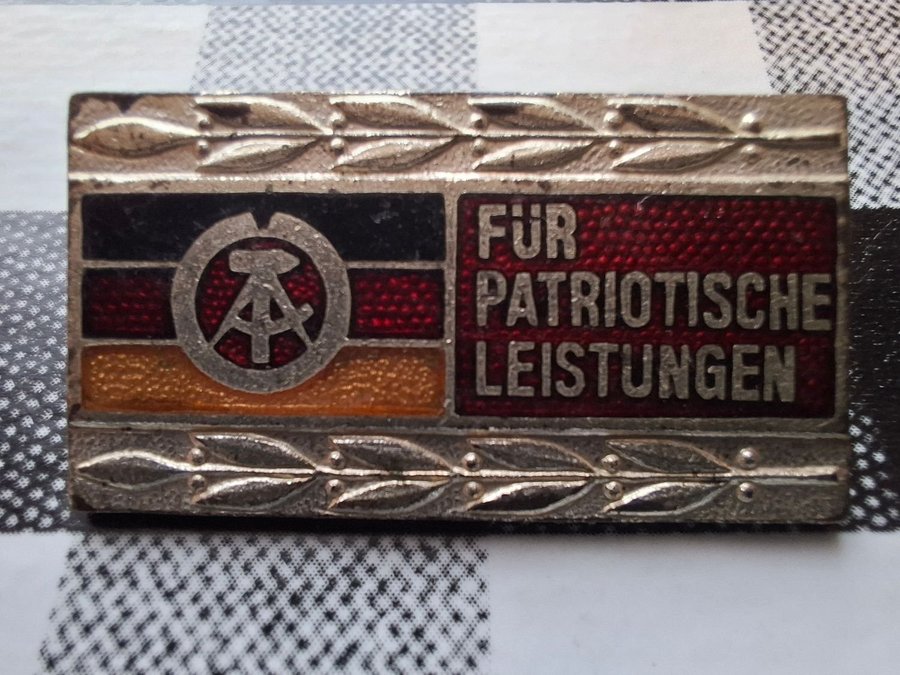 FÜR
PATRIOTISCHE
LEISTUNGEN